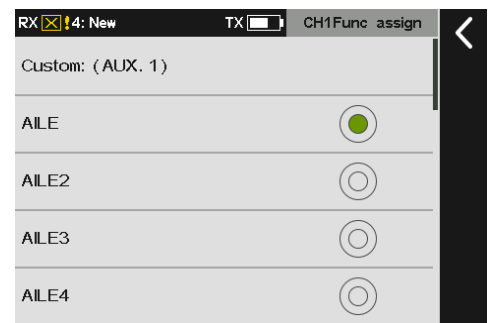 RX ! 4: New TX CH1Func assign
Custom: (AUX. 1)
AILE
AILE2
AILE3
AILE4